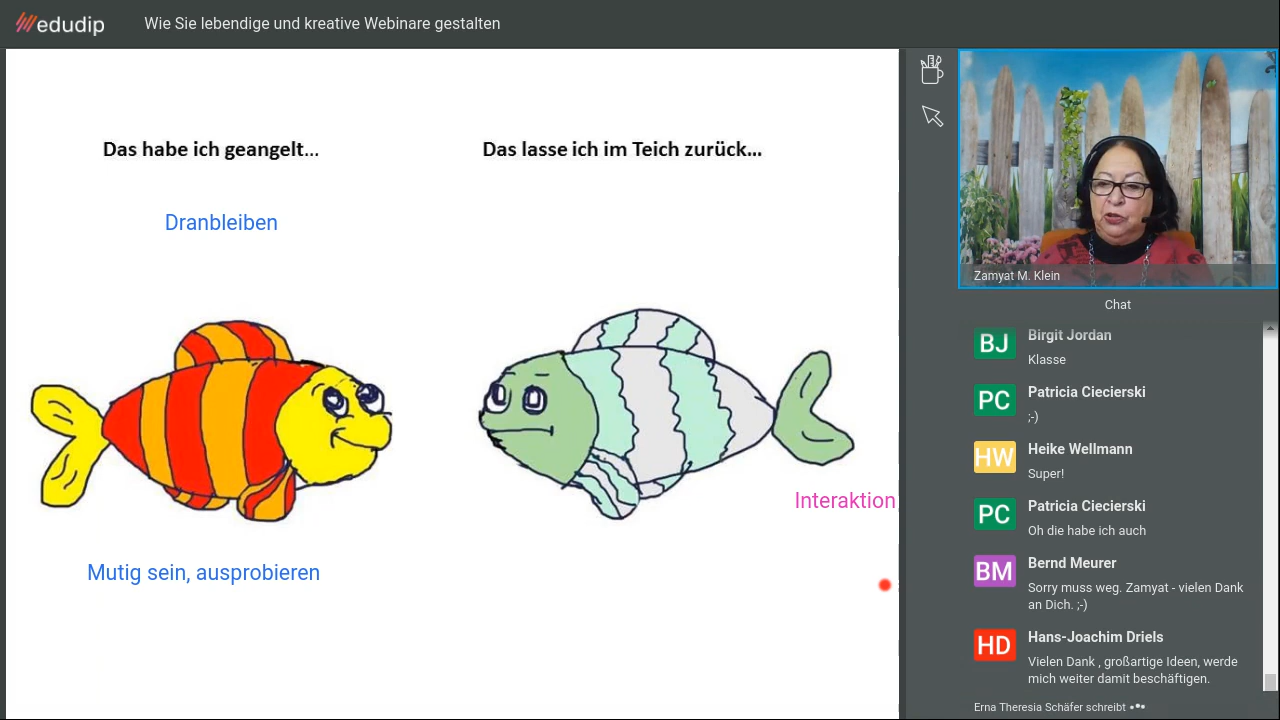 edudip
Wie Sie lebendige und kreative Webinare gestalten
Das habe ich geangelt...
Das lasse ich im Teich zurück...
Dranbleiben
Interaktion
Mutig sein, ausprobieren
Zamyat M. Klein
Chat
BJ
Birgit Jordan
Klasse
PC
Patricia Ciecierski
;-)
HW
Heike Wellmann
Super!
PC
Patricia Ciecierski
Oh die habe ich auch
BM
Bernd Meurer
Sorry muss weg. Zamyat - vielen Dank
an Dich. ;-)
HD
Hans-Joachim Driels
Vielen Dank , großartige Ideen, werde
mich weiter damit beschäftigen.
Erna Theresia Schäfer schreibt